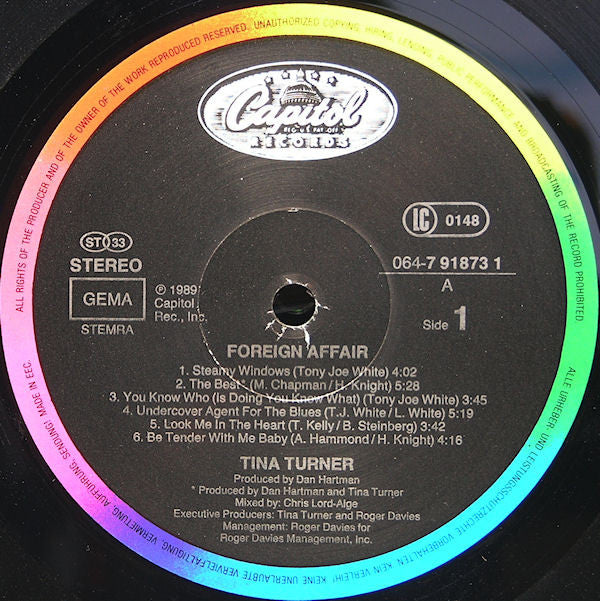 ALL RIGHTS OF THE PRODUCER AND OF THE OWNER OF THE WORK REPRODUCED RESERVED. UNAUTHORIZED COPYING, HIRING, LENDING, PUBLIC PERFORMANCE AND BROADCASTING OF THE RECORD PROHIBITED.
Capitol
REG. U.S. PAT. OFF.
RECORDS
ST 33
STEREO
GEMA
STEMRA
℗ 1989
Capitol
Rec., Inc.
LC 0148
064-7 91873 1
A
Side 1
FOREIGN AFFAIR
1. Steamy Windows (Tony Joe White) 4:02
2. The Best* (M. Chapman/H. Knight) 5:28
3. You Know Who (Is Doing You Know What) (Tony Joe White) 3:45
4. Undercover Agent For The Blues (T.J. White/L. White) 5:19
5. Look Me In The Heart (T. Kelly/B. Steinberg) 3:42
6. Be Tender With Me Baby (A. Hammond/H. Knight) 4:16
TINA TURNER
Produced by Dan Hartman
* Produced by Dan Hartman and Tina Turner
Mixed by: Chris Lord-Alge
Executive Producers: Tina Turner and Roger Davies
Management: Roger Davies for
Roger Davies Management, Inc.
ALLE URHEBER- UND LEISTUNGSSCHUTZRECHTE VORBEHALTEN. KEIN VERLEIH! KEINE UNERLAUBTE VERVIELFÄLTIGUNG, VERMIETUNG, AUFFÜHRUNG, SENDUNG! MADE IN EEC.